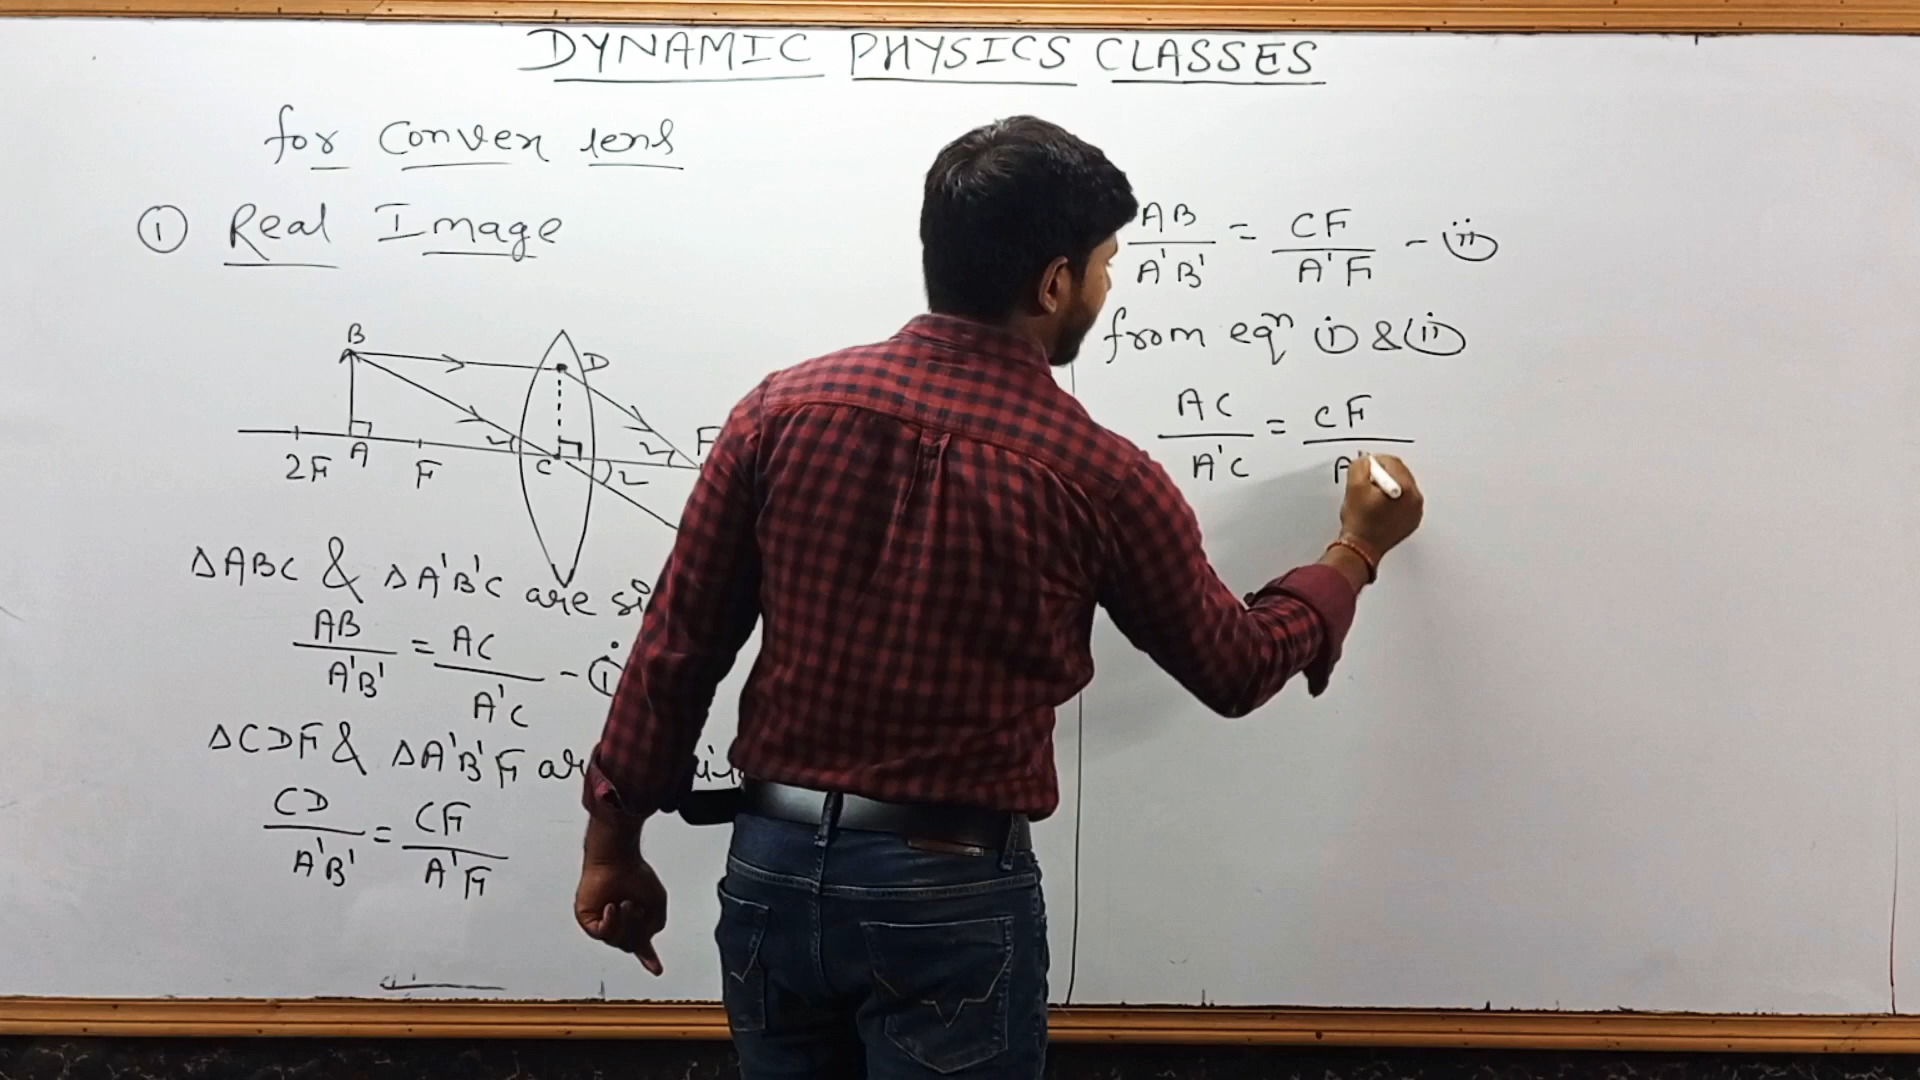 DYNAMIC PHYSICS CLASSES
for Convex lens
① Real Image
B
D
2F A F C F
ΔABC & ΔA'B'C are
AB/A'B' = AC/A'C - ①
ΔCDF & ΔA'B'F
CD/A'B' = CF/A'F
AB/A'B' = CF/A'F - ⓘⓘ
from eqⁿ ⓘ & ⓘⓘ
AC/A'C = CF/A'